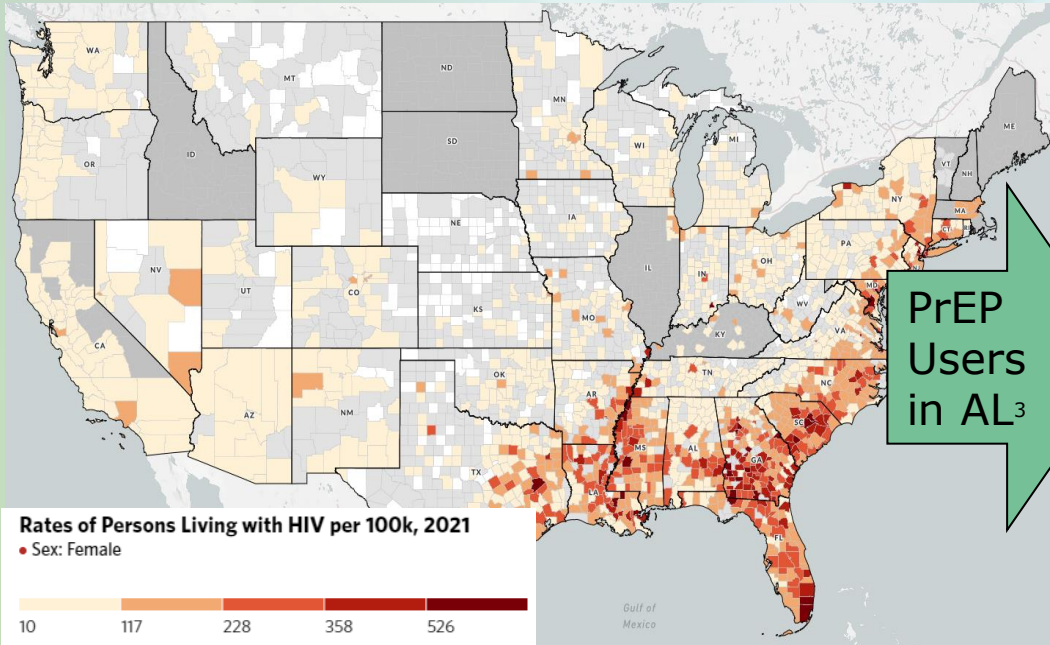 WA
MT
ND
MN
OR
ID
SD
WI
MI
ME
VT
NH
WY
NY
MA
CT
IA
NE
PA
NV
UT
CO
IL
IN
OH
MD
KS
MO
WV
VA
CA
KY
OK
TN
NC
AZ
NM
AR
SC
TX
MS
AL
GA
LA
FL
Gulf of
Mexico
PrEP
Users
in AL³
Rates of Persons Living with HIV per 100k, 2021
• Sex: Female
10 117 228 358 526